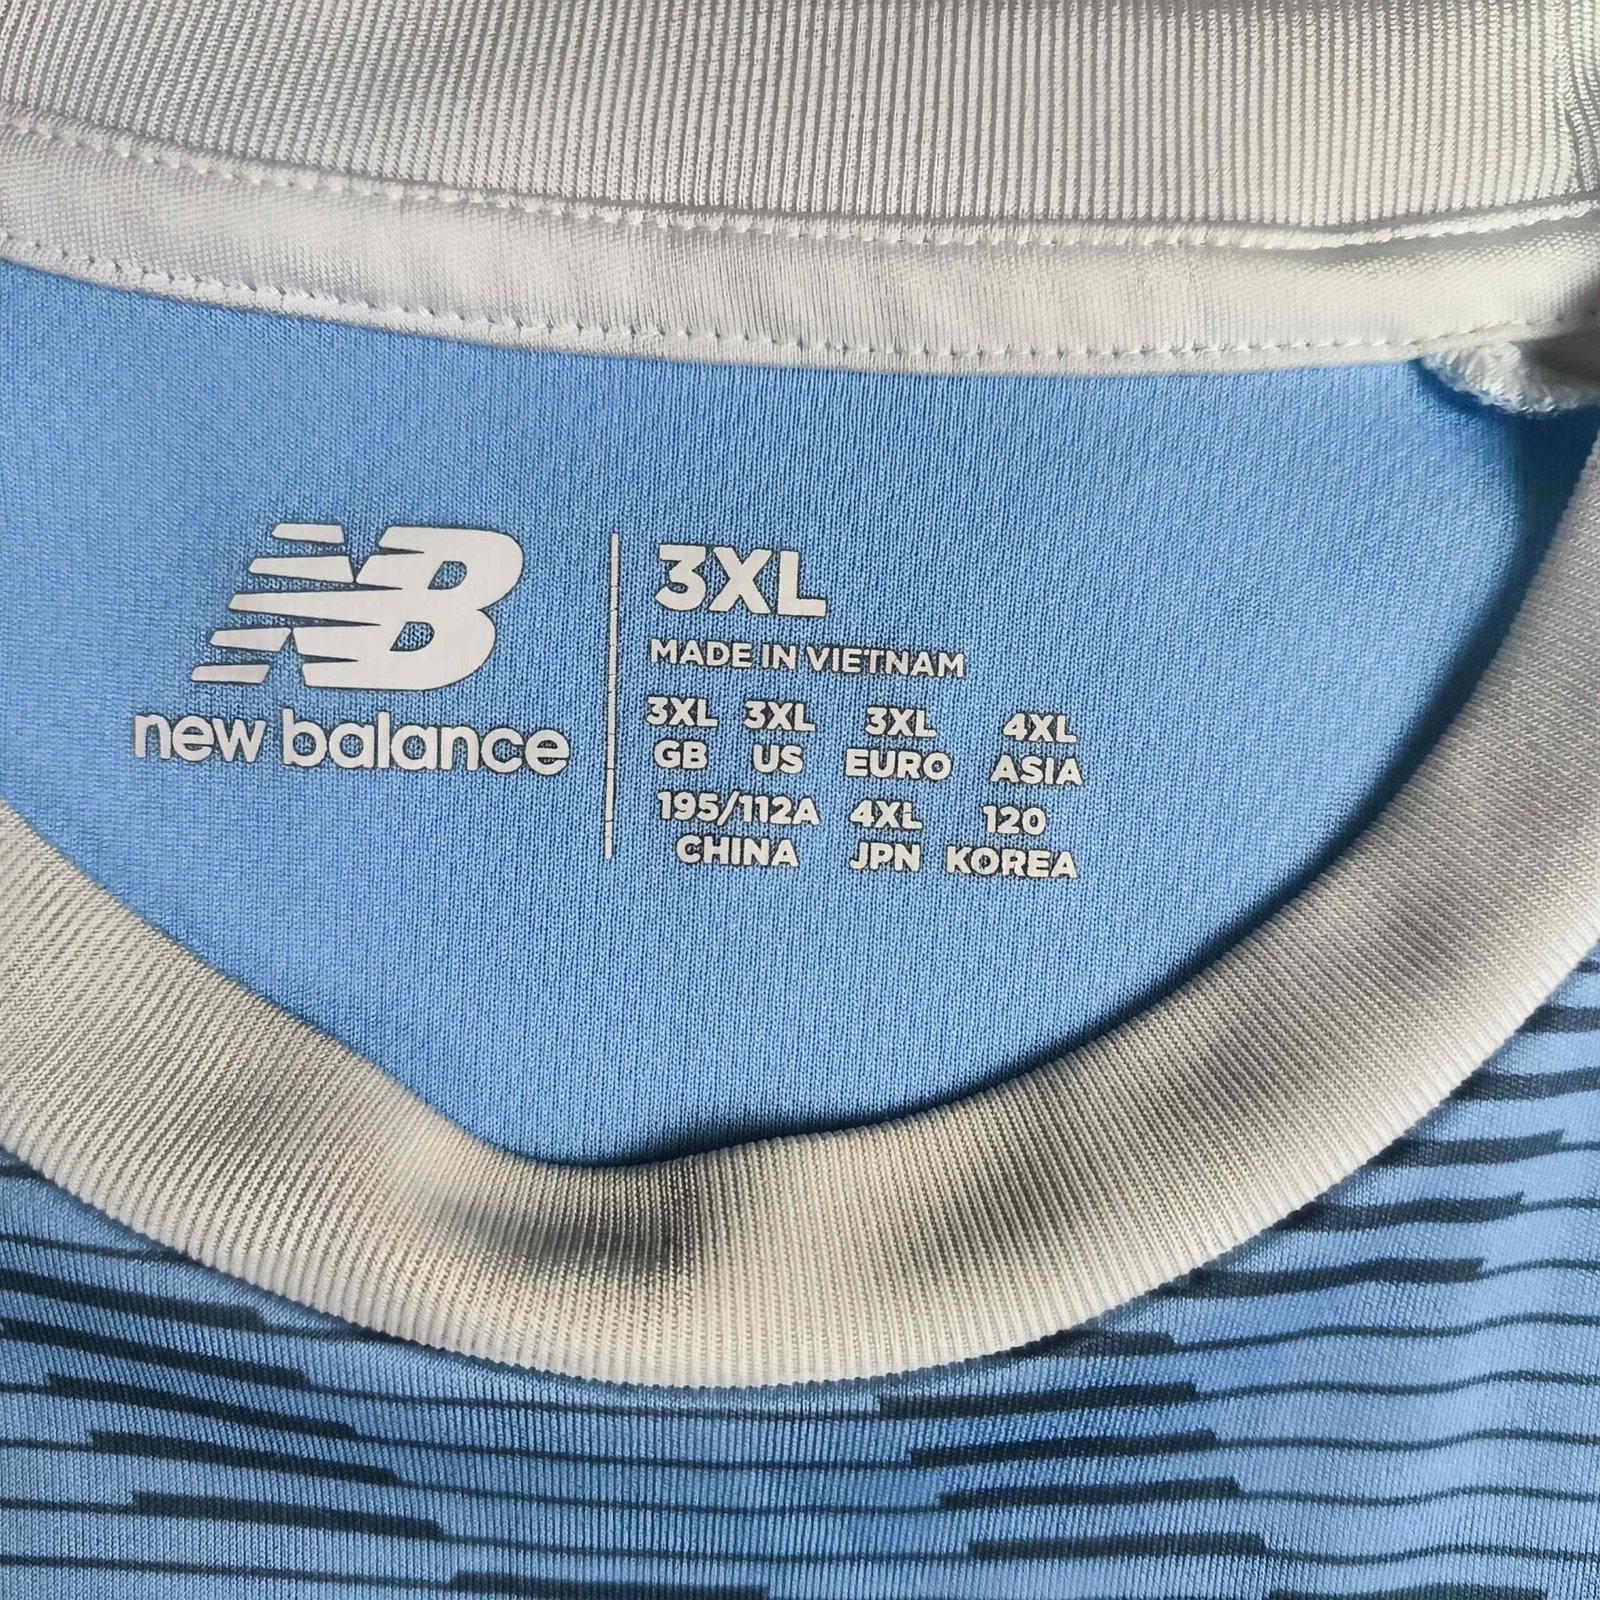 NB
new balance
3XL
MADE IN VIETNAM
3XL 3XL 3XL 4XL
GB US EURO ASIA
195/112A 4XL 120
CHINA JPN KOREA